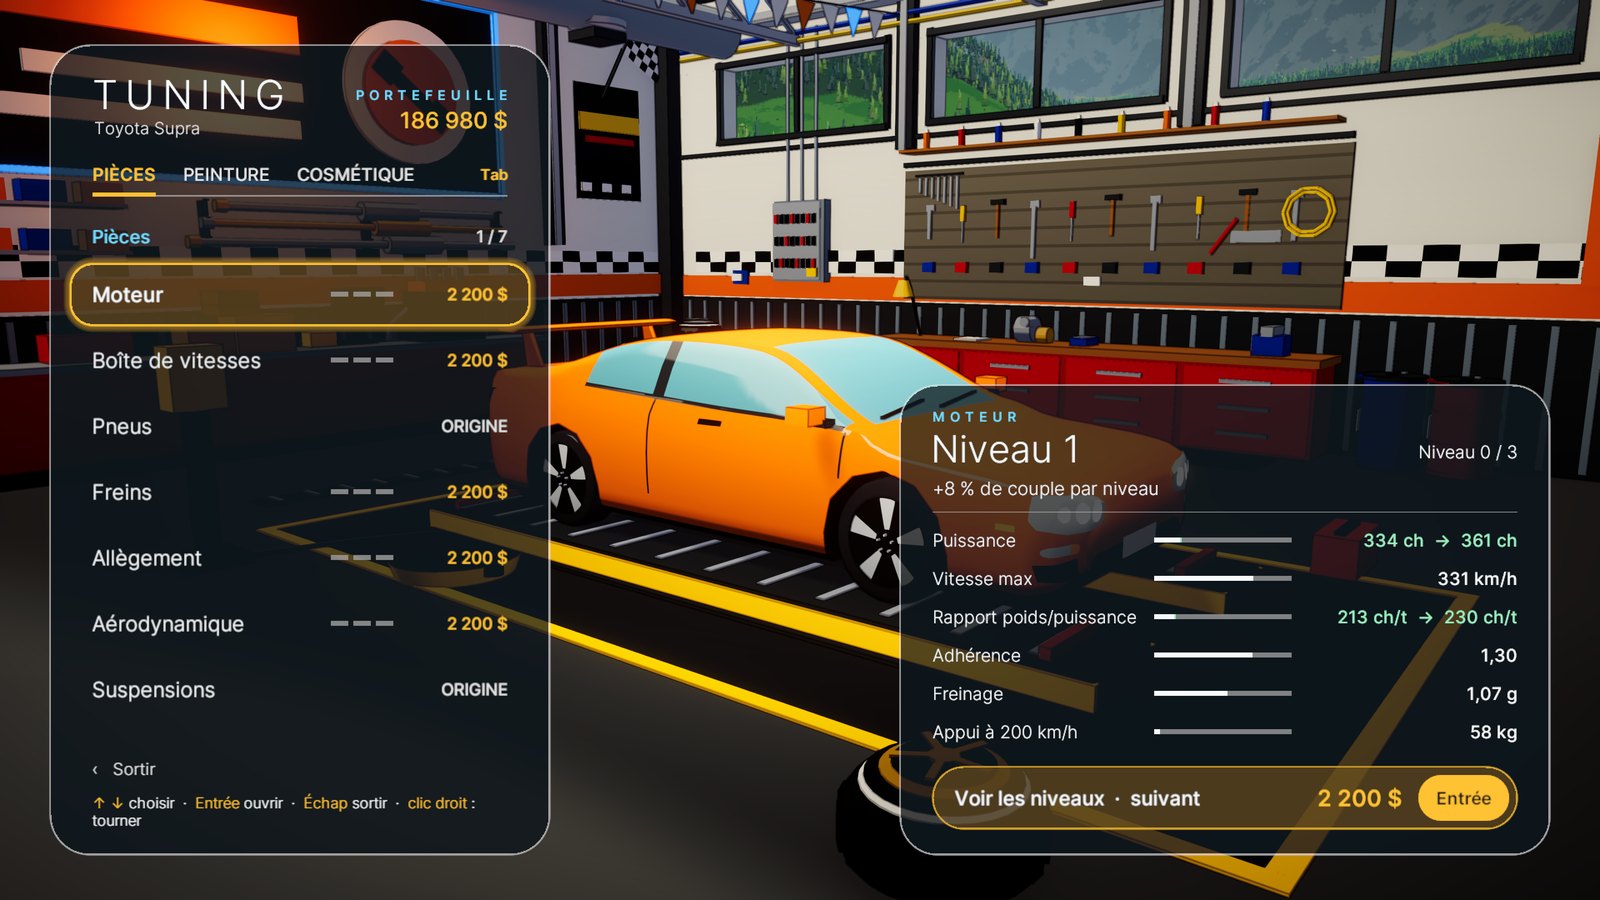 TUNING
Toyota Supra
PORTEFEUILLE
186 980 $
PIÈCES PEINTURE COSMÉTIQUE Tab
Pièces 1 / 7
Moteur 2 200 $
Boîte de vitesses 2 200 $
Pneus ORIGINE
Freins 2 200 $
Allègement 2 200 $
Aérodynamique 2 200 $
Suspensions ORIGINE
‹ Sortir
↑ ↓ choisir · Entrée ouvrir · Échap sortir · clic droit :
tourner
MOTEUR
Niveau 1 Niveau 0 / 3
+8 % de couple par niveau
Puissance 334 ch → 361 ch
Vitesse max 331 km/h
Rapport poids/puissance 213 ch/t → 230 ch/t
Adhérence 1,30
Freinage 1,07 g
Appui à 200 km/h 58 kg
Voir les niveaux · suivant 2 200 $ Entrée